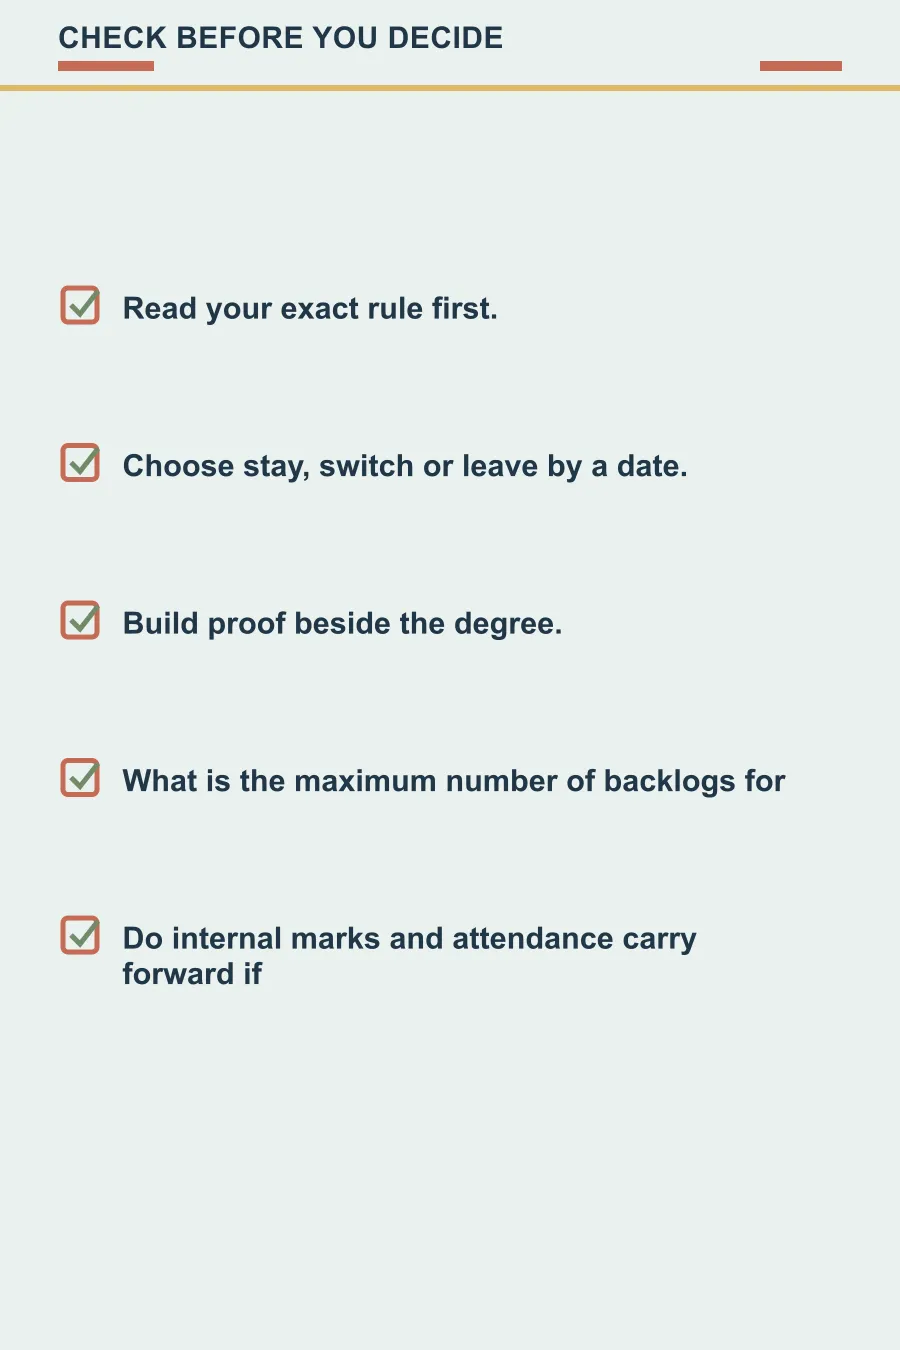 CHECK BEFORE YOU DECIDE
Read your exact rule first.
Choose stay, switch or leave by a date.
Build proof beside the degree.
What is the maximum number of backlogs for
Do internal marks and attendance carry
forward if